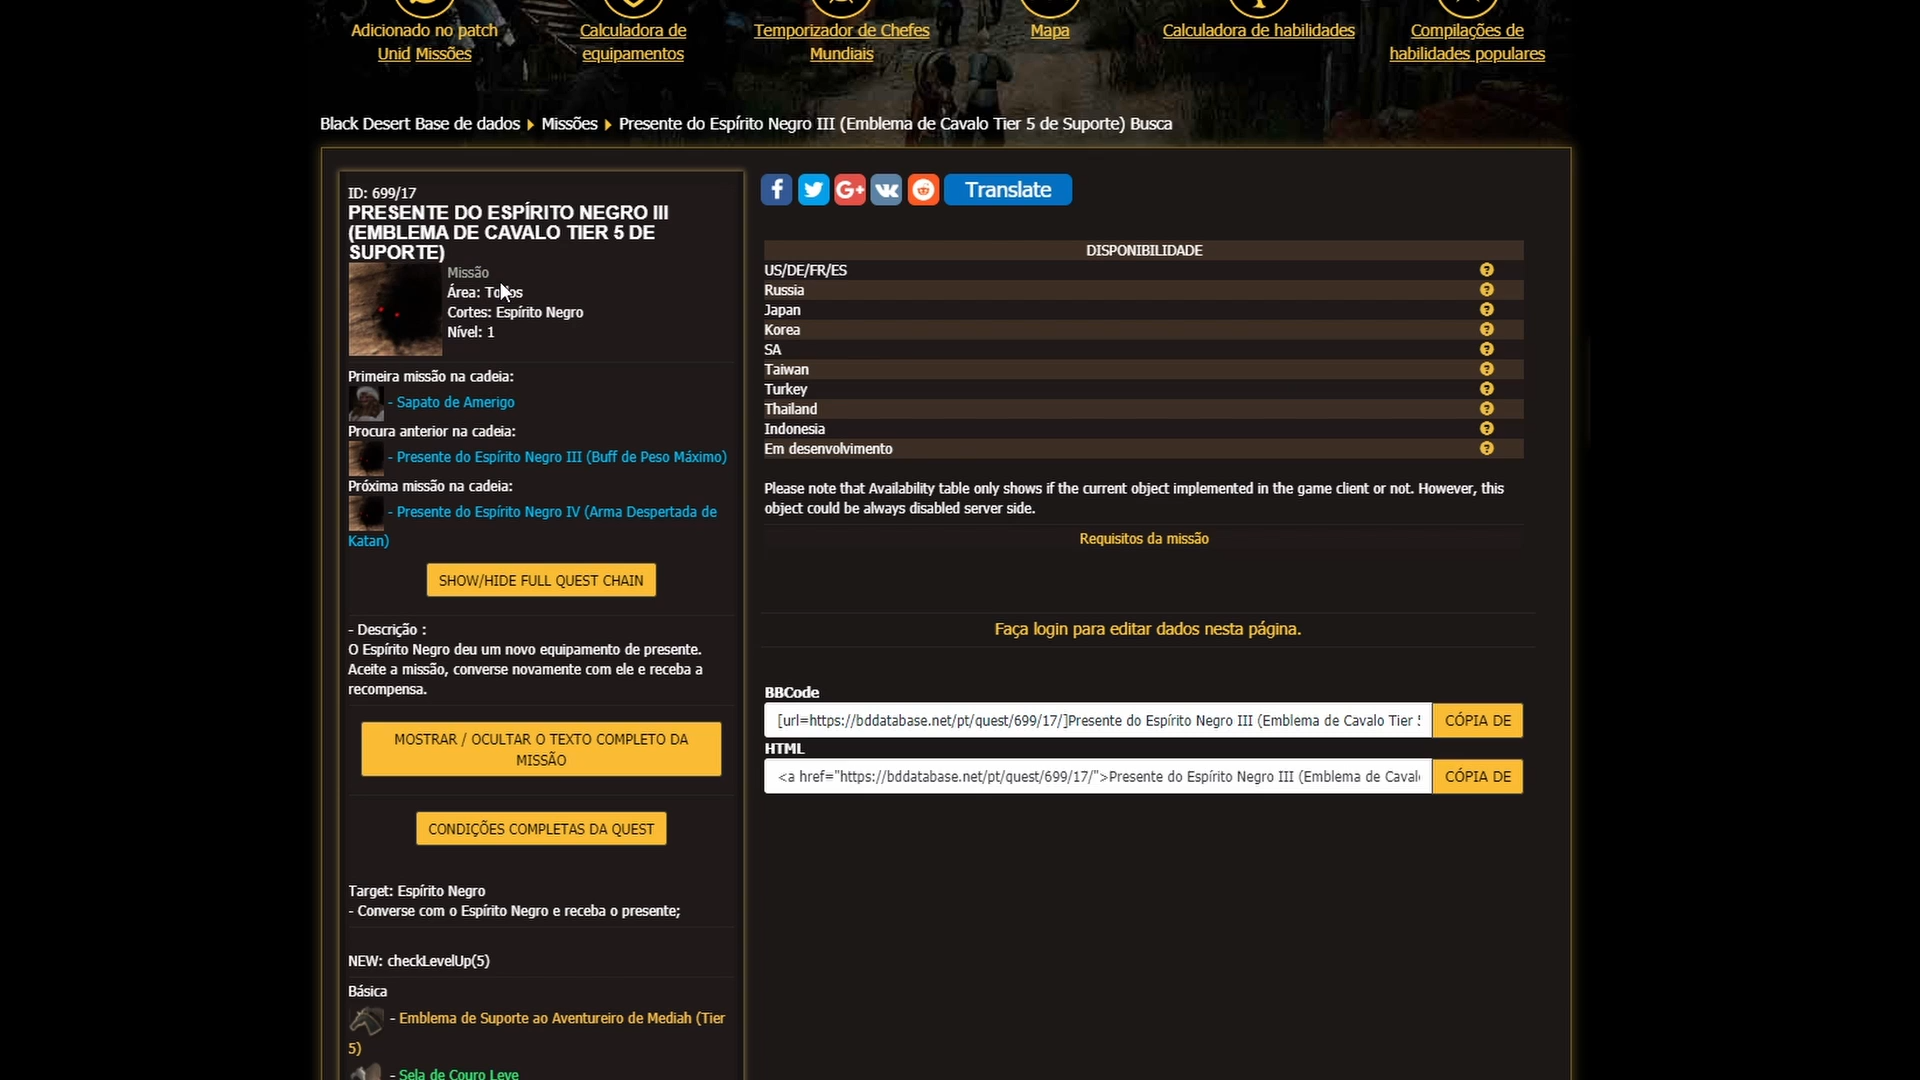 Adicionado no patch
Unid Missões
Calculadora de
equipamentos
Temporizador de Chefes
Mundiais
Mapa
Calculadora de habilidades
Compilações de
habilidades populares
Black Desert Base de dados Missões Presente do Espírito Negro III (Emblema de Cavalo Tier 5 de Suporte) Busca
ID: 699/17
PRESENTE DO ESPÍRITO NEGRO III
(EMBLEMA DE CAVALO TIER 5 DE
SUPORTE)
Missão
Área: Todos
Cortes: Espírito Negro
Nível: 1
Primeira missão na cadeia:
- Sapato de Amerigo
Procura anterior na cadeia:
- Presente do Espírito Negro III (Buff de Peso Máximo)
Próxima missão na cadeia:
- Presente do Espírito Negro IV (Arma Despertada de
Katan)
SHOW/HIDE FULL QUEST CHAIN
- Descrição :
O Espírito Negro deu um novo equipamento de presente.
Aceite a missão, converse novamente com ele e receba a
recompensa.
MOSTRAR / OCULTAR O TEXTO COMPLETO DA
MISSÃO
CONDIÇÕES COMPLETAS DA QUEST
Target: Espírito Negro
- Converse com o Espírito Negro e receba o presente;
NEW: checkLevelUp(5)
Básica
- Emblema de Suporte ao Aventureiro de Mediah (Tier
5)
- Sela de Couro Leve
Translate
DISPONIBILIDADE
US/DE/FR/ES
Russia
Japan
Korea
SA
Taiwan
Turkey
Thailand
Indonesia
Em desenvolvimento
Please note that Availability table only shows if the current object implemented in the game client or not. However, this
object could be always disabled server side.
Requisitos da missão
Faça login para editar dados nesta página.
BBCode
[url=https://bddatabase.net/pt/quest/699/17/]Presente do Espírito Negro III (Emblema de Cavalo Tier 5
CÓPIA DE
HTML
<a href="https://bddatabase.net/pt/quest/699/17/">Presente do Espírito Negro III (Emblema de Caval
CÓPIA DE